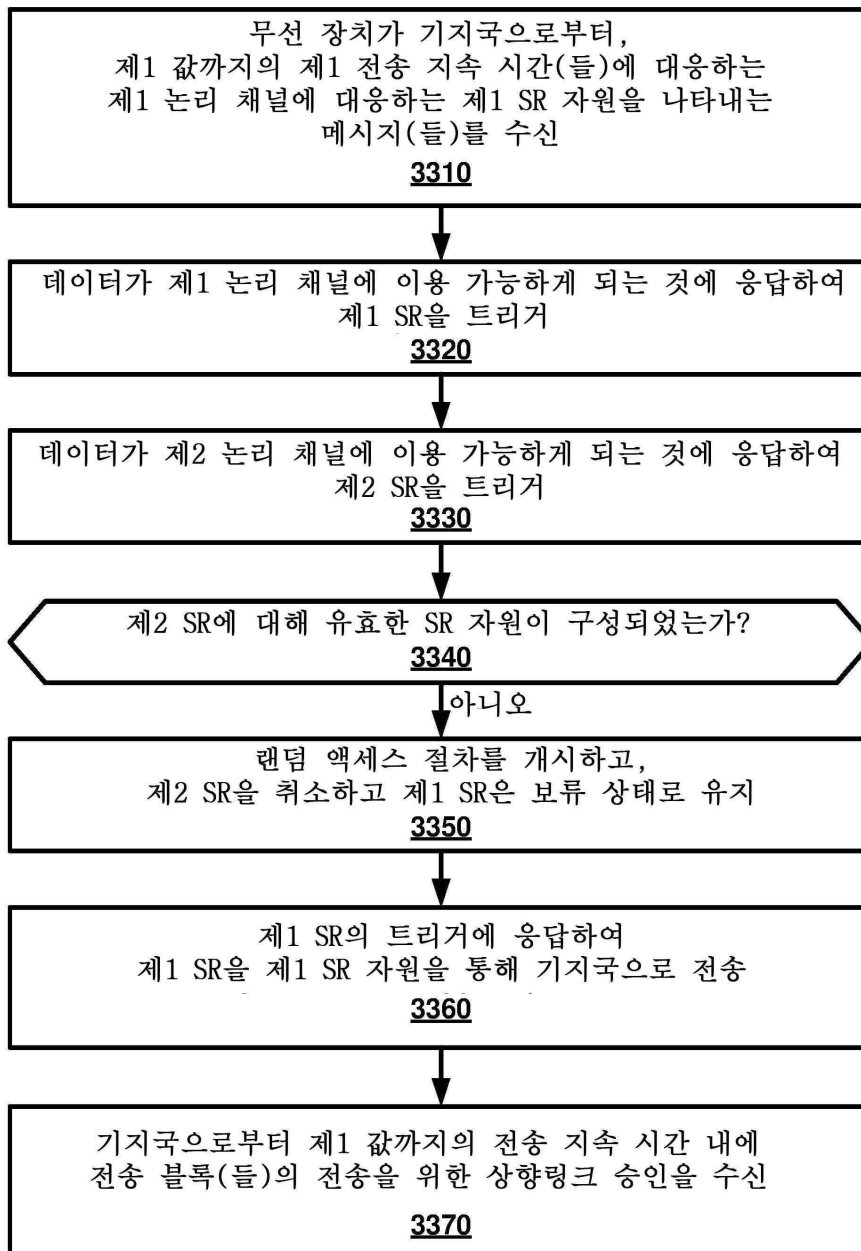 무선 장치가 기지국으로부터,
제1 값까지의 제1 전송 지속 시간(들)에 대응하는
제1 논리 채널에 대응하는 제1 SR 자원을 나타내는
메시지(들)를 수신
3310
데이터가 제1 논리 채널에 이용 가능하게 되는 것에 응답하여
제1 SR을 트리거
3320
데이터가 제2 논리 채널에 이용 가능하게 되는 것에 응답하여
제2 SR을 트리거
3330
제2 SR에 대해 유효한 SR 자원이 구성되었는가?
3340
아니오
랜덤 액세스 절차를 개시하고,
제2 SR을 취소하고 제1 SR은 보류 상태로 유지
3350
제1 SR의 트리거에 응답하여
제1 SR을 제1 SR 자원을 통해 기지국으로 전송
3360
기지국으로부터 제1 값까지의 전송 지속 시간 내에
전송 블록(들)의 전송을 위한 상향링크 승인을 수신
3370